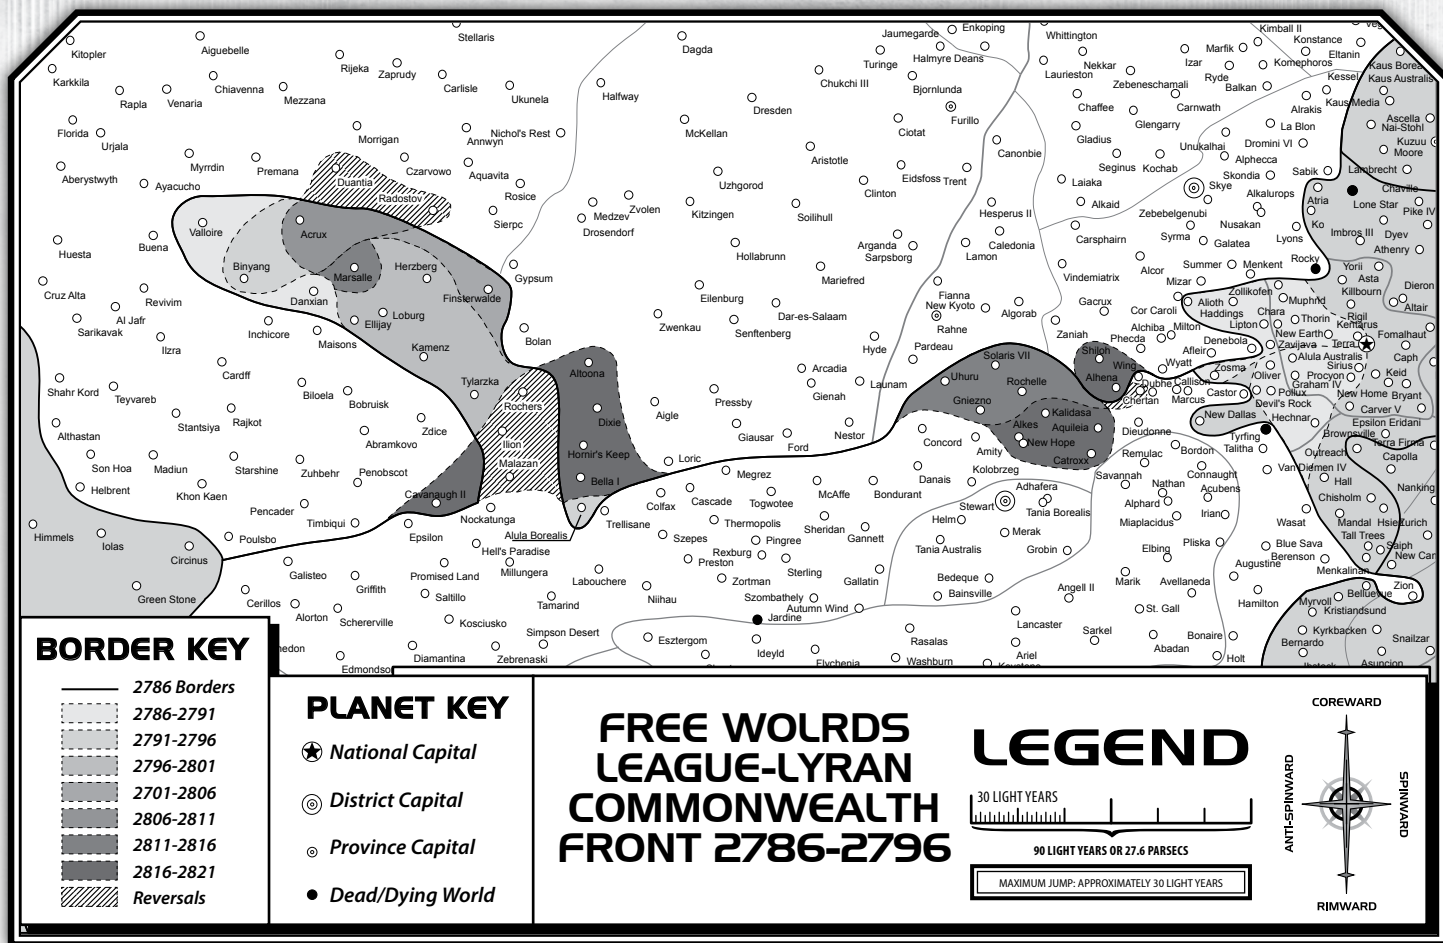 Stellaris
Dagda
Jaumegarde
Enkoping
Whittington
Kimball II
Kitopler
Aiguebelle
Turinge
Halmyre Deans
Marfik
Konstance
Eltanin
Karkkila
Rijeka
Zaprudy
Nekkar
Izar
Komephoros
Kaus Borea
Chiavenna
Carlisle
Chukchi III
Laurieston
Zebeneschamali
Ryde
Kessel
Kaus Australis
Rapla
Venaria
Mezzana
Ukunela
Halfway
Bjornlunda
Balkan
Dresden
Chaffee
Carnwath
Alrakis
Kaus Media
Florida
Furillo
Glengarry
Ascella
Urjala
Morrigan
Annwyn
Nichol's Rest
McKellan
Ciotat
Gladius
La Blon
Nai-Stohl
Unukalhai
Dromini VI
Kuzuu
Moore
Myrrdin
Premana
Aristotle
Canonbie
Alphecca
Aberystwyth
Czarvowo
Aquavita
Eidsfoss
Trent
Seginus
Kochab
Skondia
Sabik
Lambrecht
Ayacucho
Duantia
Uzhgorod
Clinton
Laiaka
Skye
Alkalurops
Chaville
Radostov
Rosice
Zvolen
Medzev
Kitzingen
Soilihull
Hesperus II
Alkaid
Zebebelgenubi
Atria
Lone Star
Pike IV
Valloire
Sierpc
Drosendorf
Nusakan
Ko
Buena
Acrux
Arganda
Sarpsborg
Caledonia
Carsphairn
Syrma
Galatea
Lyons
Imbros III
Dyev
Athenry
Huesta
Hollabrunn
Lamon
Rocky
Binyang
Marsalle
Herzberg
Gypsum
Mariefred
Vindemiatrix
Alcor
Summer
Menkent
Yorii
Asta
Cruz Alta
Revivim
Danxian
Finsterwalde
Eilenburg
Fianna
New Kyoto
Mizar
Zollikofen
Muphrid
Killbourn
Dieron
Al Jafr
Sarikavak
Loburg
Ellijay
Zwenkau
Dar-es-Salaam
Senftenberg
Rahne
Algorab
Gacrux
Cor Caroli
Alioth
Haddings
Chara
Thorin
Rigil
Kentarus
Altair
Inchicore
Maisons
Zaniah
Alchiba
Milton
Lipton
New Earth
Terra
Fomalhaut
Ilzra
Kamenz
Bolan
Hyde
Pardeau
Solaris VII
Shiloh
Phecda
Denebola
Zavijava
Afleir
Alula Australis
Caph
Cardff
Altoona
Arcadia
Wing
Wyatt
Zosma
Sirius
Shahr Kord
Tylarzka
Launam
Uhuru
Alhena
Dubhe
Callison
Oliver
Procyon
Keid
Teyvareb
Biloela
Bobruisk
Rochers
Pressby
Gienah
Rochelle
Marcus
Castor
Graham IV
Pollux
New Home
Bryant
Gniezno
Chertan
Devil's Rock
Stantsiya
Rajkot
Aigle
Kalidasa
New Dallas
Hechnar
Carver V
Althastan
Zdice
Dixie
Giausar
Nestor
Alkes
Aquileia
Dieudonne
Epsilon Eridani
Abramkovo
Ilion
Ford
Concord
New Hope
Tyrfing
Brownsville
Terra Firma
Son Hoa
Madiun
Starshine
Zuhbehr
Penobscot
Malazan
Hornir's Keep
Loric
Amity
Catroxx
Remulac
Bordon
Talitha
Outreach
Capolla
Kolobrzeg
Helbrent
Khon Kaen
Cavanaugh II
Bella I
Megrez
McAffe
Bondurant
Danais
Savannah
Connaught
Van Diemen IV
Hall
Nathan
Acubens
Nanking
Pencader
Colfax
Cascade
Togwotee
Adhafera
Chisholm
Stewart
Alphard
Himmels
Timbiqui
Nockatunga
Trellisane
Thermopolis
Sheridan
Helm
Tania Borealis
Miaplacidus
Irian
Wasat
Mandal
Hsien
Zurich
Iolas
Poulsbo
Epsilon
Alula Borealis
Szepes
Pingree
Gannett
Merak
Tall Trees
Circinus
Hell's Paradise
Rexburg
Preston
Tania Australis
Grobin
Elbing
Pliska
Blue Sava
Berenson
Saiph
New Can
Galisteo
Promised Land
Millungera
Labouchere
Sterling
Augustine
Menkalinan
Griffith
Zortman
Gallatin
Bedeque
Angell II
Marik
Avellaneda
Zion
Green Stone
Saltillo
Tamarind
Niihau
Szombathely
Bainsville
Hamilton
Myrvoll
Bellevue
Cerillos
Alorton
Autumn Wind
St. Gall
Kristiandsund
Schererville
Kosciusko
Jardine
Lancaster
Kyrkbacken
Simpson Desert
Esztergom
Rasalas
Sarkel
Bonaire
Bernardo
Snailzar
Diamantina
Zebrenaski
Ideyld
Ariel
Abadan
Edmondson
Elychenia
Washburn
Holt
Asuncion
BORDER KEY
2786 Borders
2786-2791
2791-2796
2796-2801
2701-2806
2806-2811
2811-2816
2816-2821
Reversals
PLANET KEY
National Capital
District Capital
Province Capital
Dead/Dying World
FREE WOLRDS
LEAGUE-LYRAN
COMMONWEALTH
FRONT 2786-2796
LEGEND
30 LIGHT YEARS
90 LIGHT YEARS OR 27.6 PARSECS
MAXIMUM JUMP: APPROXIMATELY 30 LIGHT YEARS
COREWARD
ANTI-SPINWARD
SPINWARD
RIMWARD